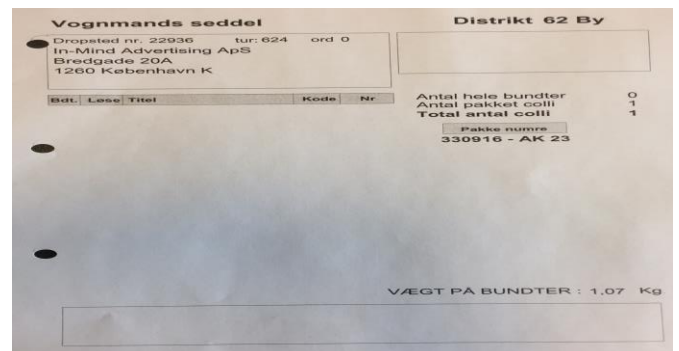 Vognmands seddel
Distrikt 62 By
Dropsted nr. 22936 tur: 624 ord 0
In-Mind Advertising ApS
Bredgade 20A
1260 København K
Bdt. Løse Titel Kode Nr
Antal hele bundter 0
Antal pakket colli 1
Total antal colli 1
Pakke numre
330916 - AK 23
VÆGT PÅ BUNDTER : 1,07 Kg